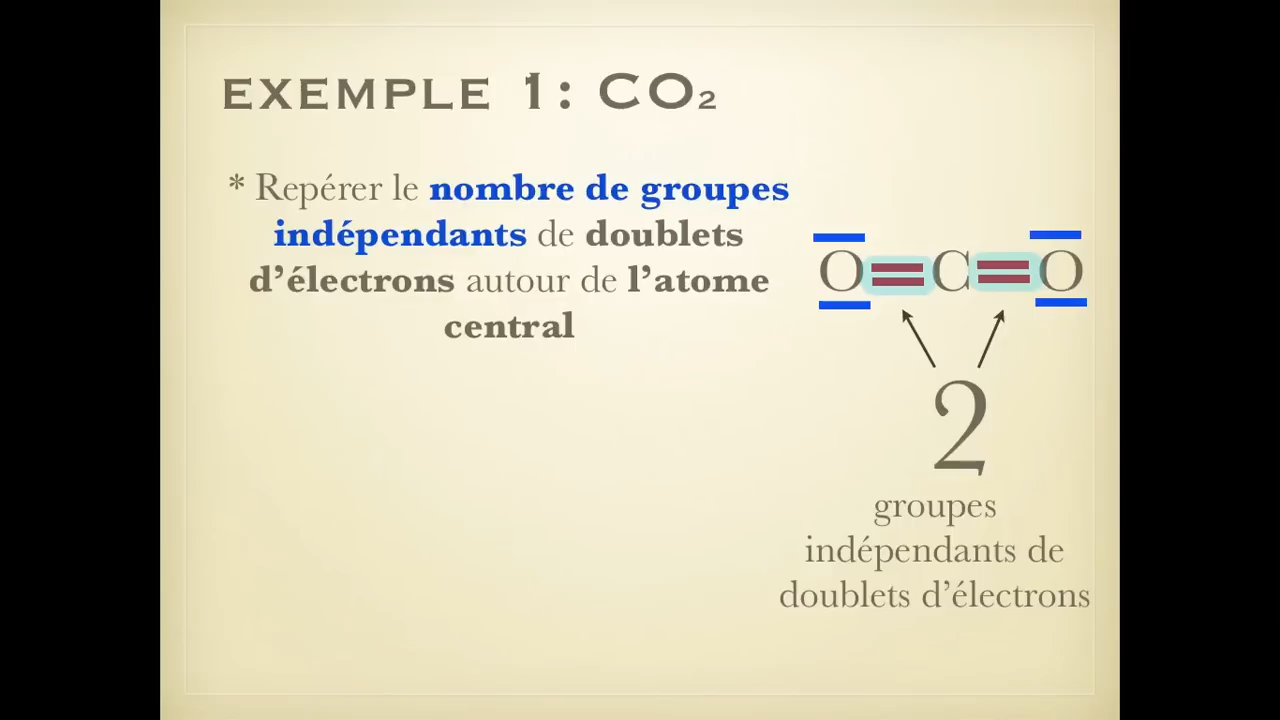 EXEMPLE 1: CO₂
* Repérer le nombre de groupes
indépendants de doublets
d'électrons autour de l'atome
central
O=C=O
2
groupes
indépendants de
doublets d'électrons